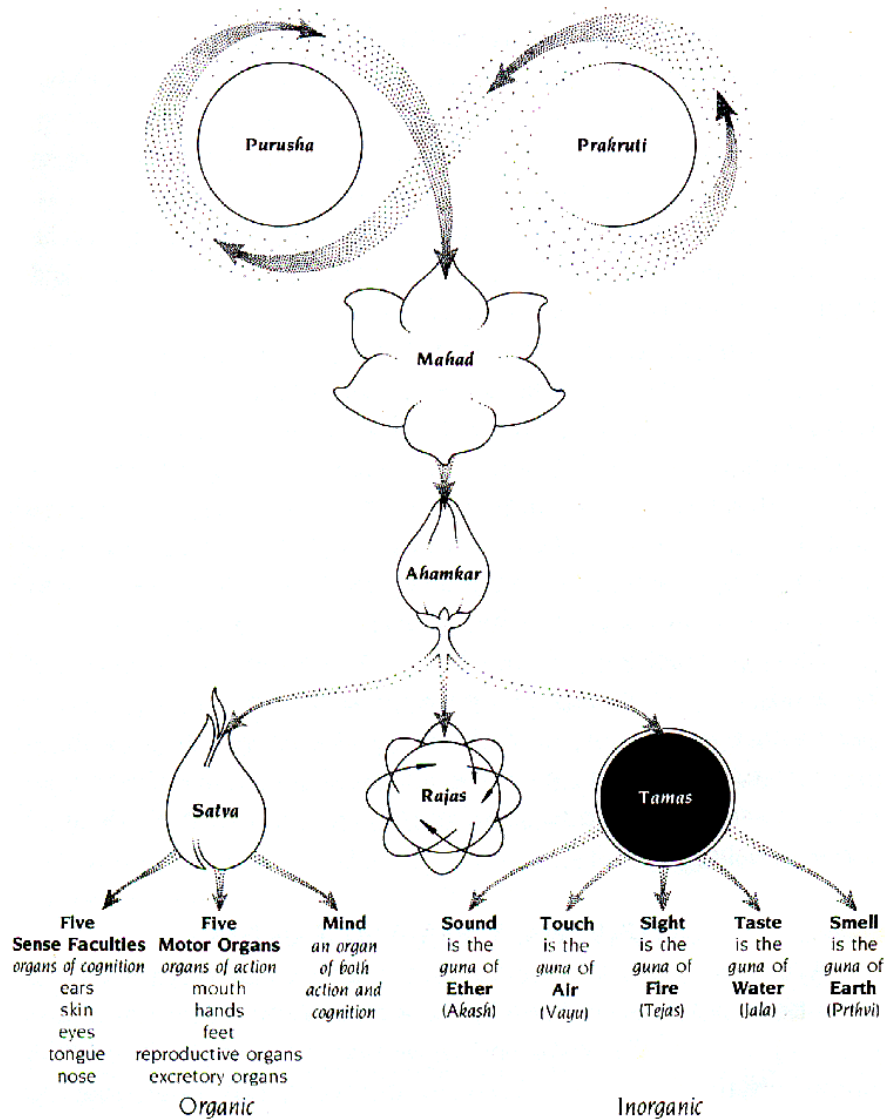 Purusha
Prakruti
Mahad
Ahamkar
Satva
Rajas
Tamas
Five
Sense Faculties
organs of cognition
ears
skin
eyes
tongue
nose
Five
Motor Organs
organs of action
mouth
hands
feet
reproductive organs
excretory organs
Mind
an organ
of both
action and
cognition
Sound
is the
guna of
Ether
(Akash)
Touch
is the
guna of
Air
(Vayu)
Sight
is the
guna of
Fire
(Tejas)
Taste
is the
guna of
Water
(Jala)
Smell
is the
guna of
Earth
(Prthvi)
Organic
Inorganic